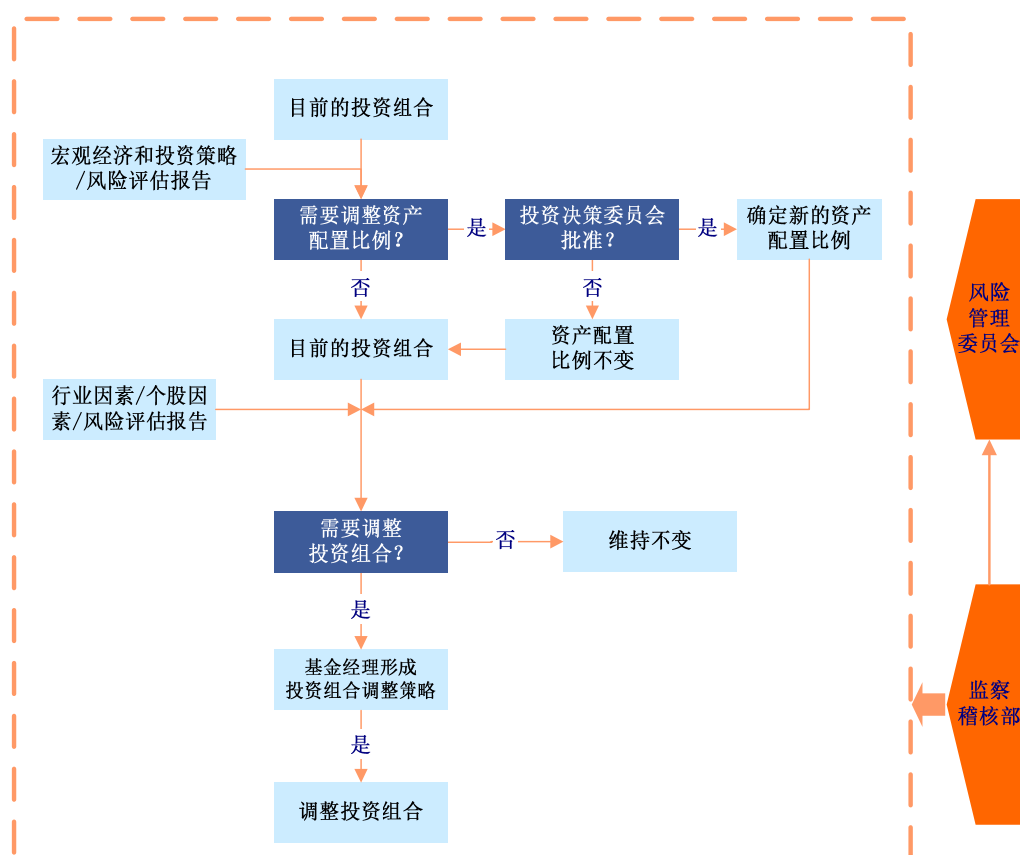 目前的投资组合
宏观经济和投资策略
/风险评估报告
需要调整资产
配置比例？
是
投资决策委员会
批准？
是
确定新的资产
配置比例
否
否
目前的投资组合
资产配置
比例不变
行业因素/个股因
素/风险评估报告
需要调整
投资组合？
否
维持不变
是
基金经理形成
投资组合调整策略
是
调整投资组合
风险
管理
委员会
监察
稽核部